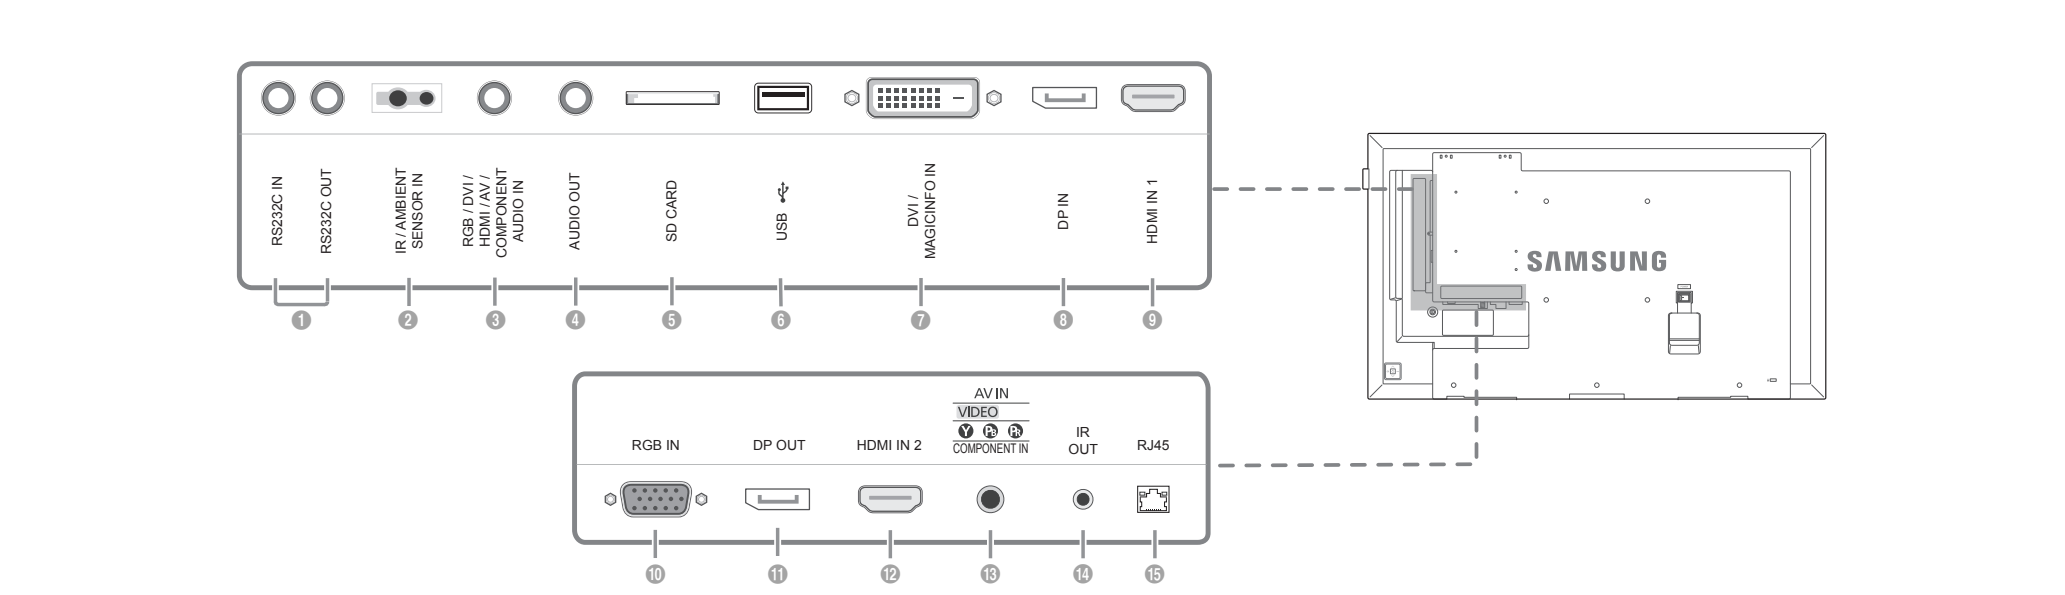 RS232C IN
RS232C OUT
IR / AMBIENT
SENSOR IN
RGB / DVI /
HDMI / AV /
COMPONENT
AUDIO IN
AUDIO OUT
SD CARD
USB
DVI /
MAGICINFO IN
DP IN
HDMI IN 1
1
2
3
4
5
6
7
8
9
SAMSUNG
RGB IN
DP OUT
HDMI IN 2
AV IN
VIDEO
Y PB PR
COMPONENT IN
IR
OUT
RJ45
10
11
12
13
14
15